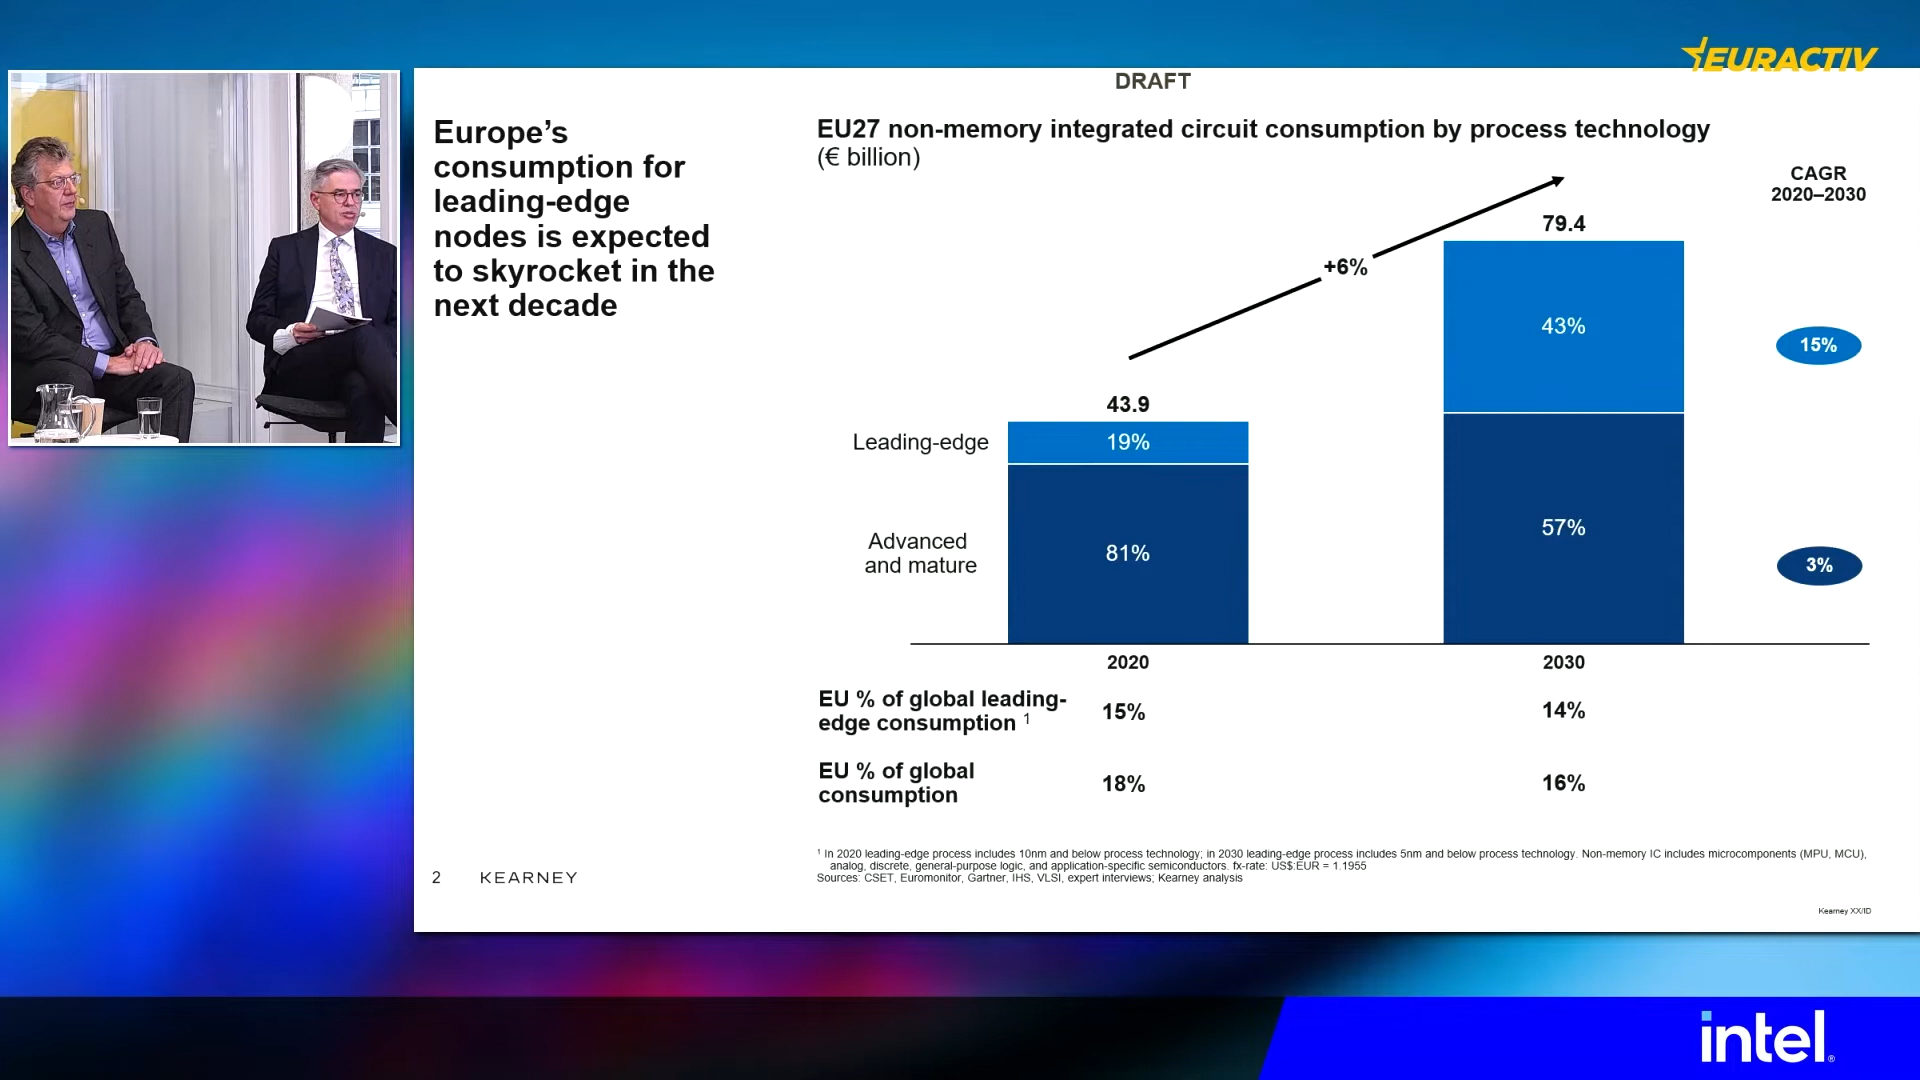 EURACTIV
DRAFT
Europe’s
consumption for
leading-edge
nodes is expected
to skyrocket in the
next decade
EU27 non-memory integrated circuit consumption by process technology
(€ billion)
CAGR
2020–2030
79.4
+6%
43%
15%
43.9
Leading-edge
19%
Advanced
and mature
81%
57%
3%
2020
2030
EU % of global leading-
edge consumption 1
15%
14%
EU % of global
consumption
18%
16%
1 In 2020 leading-edge process includes 10nm and below process technology; in 2030 leading-edge process includes 5nm and below process technology. Non-memory IC includes microcomponents (MPU, MCU),
analog, discrete, general-purpose logic, and application-specific semiconductors. fx-rate: US$:EUR = 1.1955
Sources: CSET, Euromonitor, Gartner, IHS, VLSI, expert interviews; Kearney analysis
2 KEARNEY
Kearney XX/ID
intel®